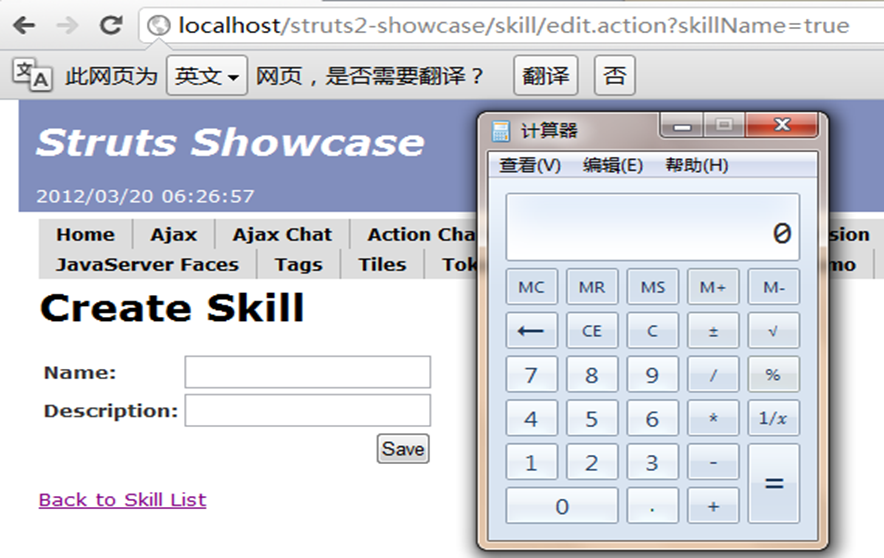 localhost/struts2-showcase/skill/edit.action?skillName=true
此网页为 英文 网页，是否需要翻译？ 翻译 否
Struts Showcase
2012/03/20 06:26:57
Home Ajax Ajax Chat Action
JavaServer Faces Tags Tiles
Create Skill
Name:
Description:
Save
Back to Skill List
计算器
查看(V) 编辑(E) 帮助(H)
0
MC MR MS M+ M-
← CE C ± √
7 8 9 / %
4 5 6 * 1/x
1 2 3 - =
0 . +